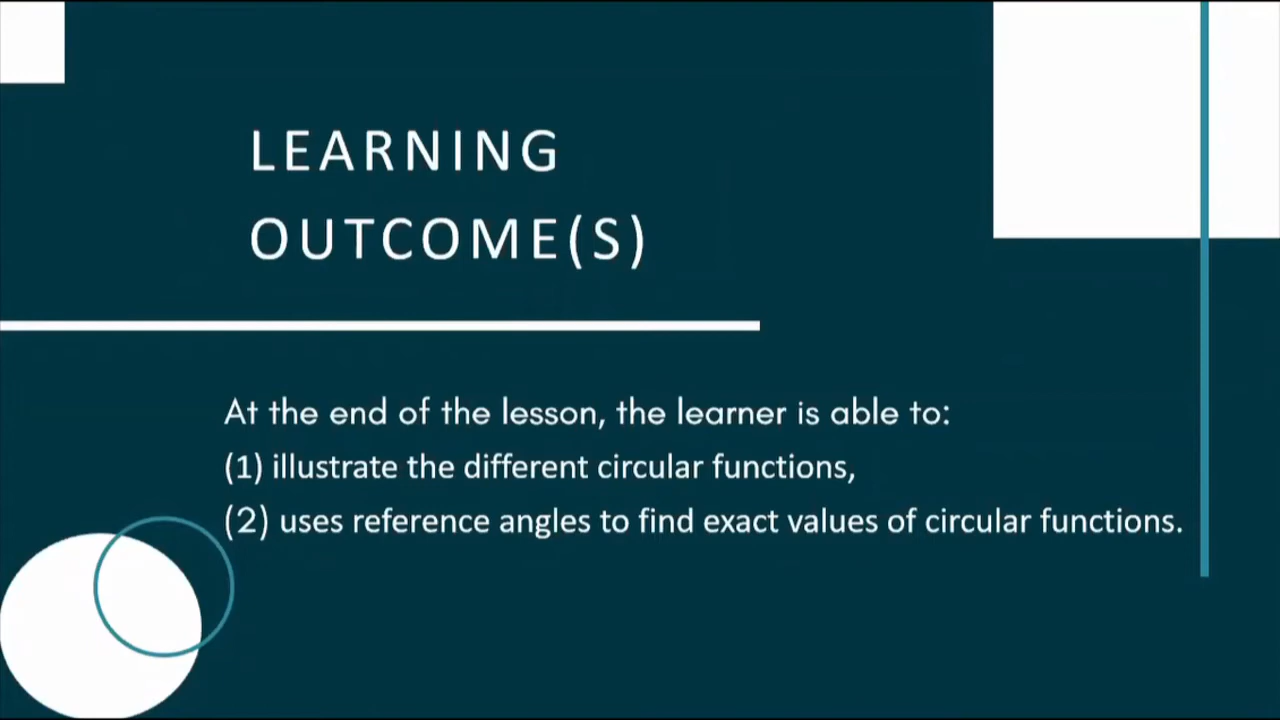 LEARNING
OUTCOME(S)
At the end of the lesson, the learner is able to:
(1) illustrate the different circular functions,
(2) uses reference angles to find exact values of circular functions.